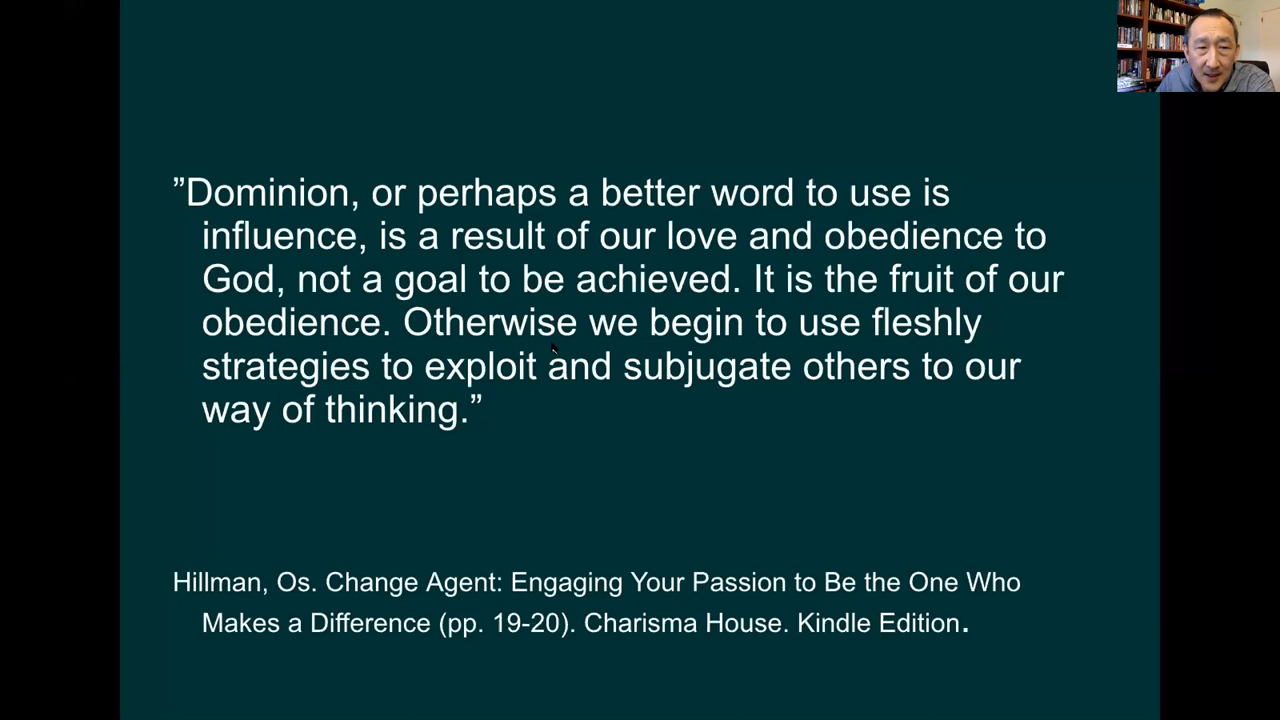 ”Dominion, or perhaps a better word to use is
influence, is a result of our love and obedience to
God, not a goal to be achieved. It is the fruit of our
obedience. Otherwise we begin to use fleshly
strategies to exploit and subjugate others to our
way of thinking.”
Hillman, Os. Change Agent: Engaging Your Passion to Be the One Who
Makes a Difference (pp. 19-20). Charisma House. Kindle Edition.